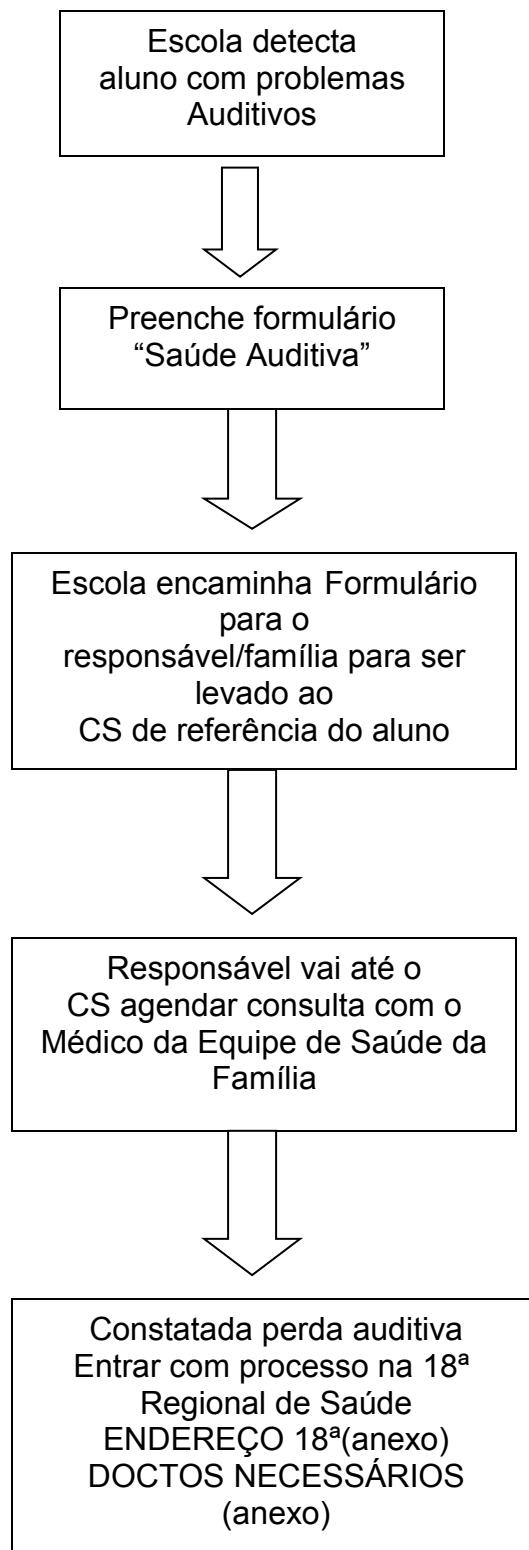 Escola detecta
aluno com problemas
Auditivos
Preenche formulário
“Saúde Auditiva”
Escola encaminha Formulário
para o
responsável/família para ser
levado ao
CS de referência do aluno
Responsável vai até o
CS agendar consulta com o
Médico da Equipe de Saúde da
Família
Constatada perda auditiva
Entrar com processo na 18ª
Regional de Saúde
ENDEREÇO 18ª(anexo)
DOCTOS NECESSÁRIOS
(anexo)